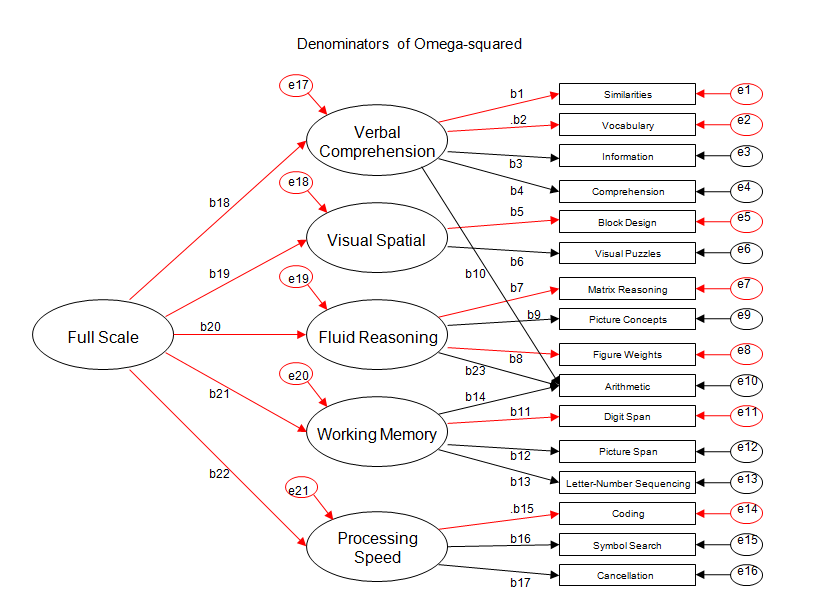 Denominators of Omega-squared
e17
b1
Similarities
e1
Verbal
Comprehension
.b2
Vocabulary
e2
b3
Information
e3
b4
Comprehension
e4
b18
e18
b5
Block Design
e5
Visual Spatial
b6
Visual Puzzles
e6
b19
e19
b10
b7
Matrix Reasoning
e7
Full Scale
b20
Fluid Reasoning
b9
Picture Concepts
e9
b8
Figure Weights
e8
b23
Arithmetic
e10
e20
b21
b14
Working Memory
b11
Digit Span
e11
b12
Picture Span
e12
b13
Letter-Number Sequencing
e13
b22
e21
.b15
Coding
e14
Processing
Speed
b16
Symbol Search
e15
b17
Cancellation
e16